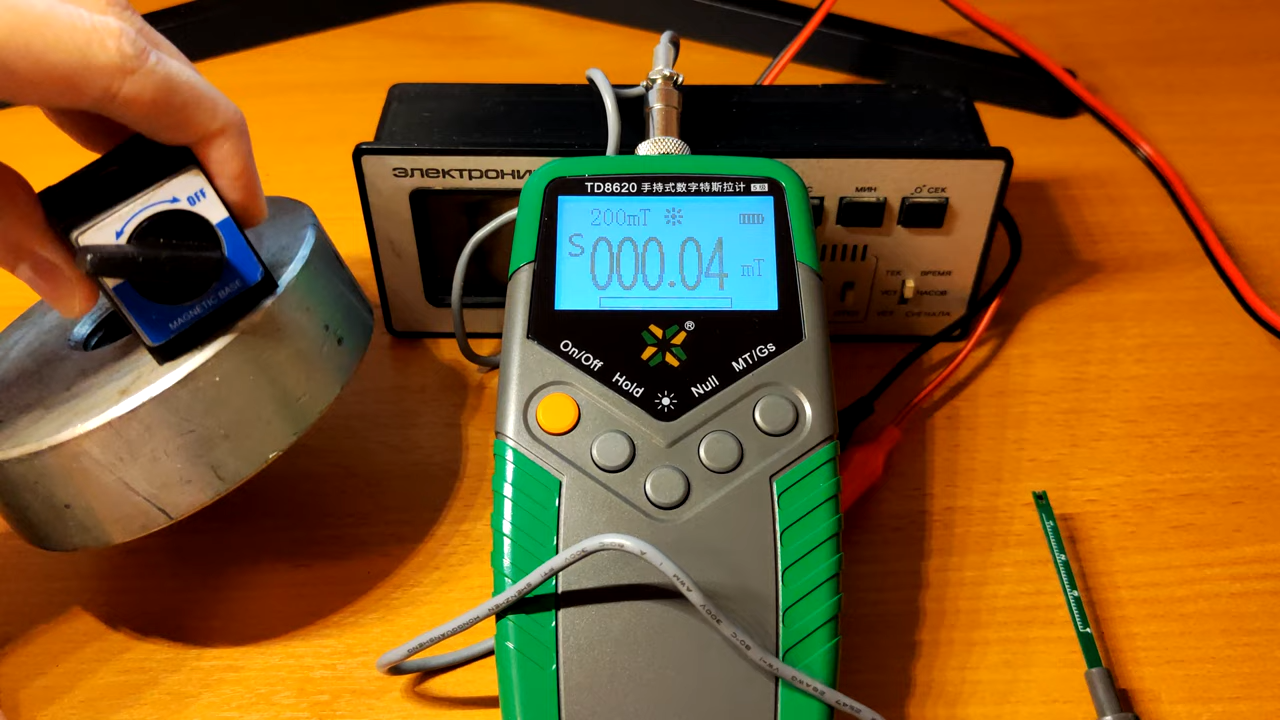 OFF
MAGNETIC BASE
электрони
МИН
"О" СЕК
ТЕК ВРЕМЯ
ЧАСОВ
СИГНАЛА
TD8620 手持式数字特斯拉计
200mT
S 000.04 mT
®
On/Off Hold Null MT/Gs